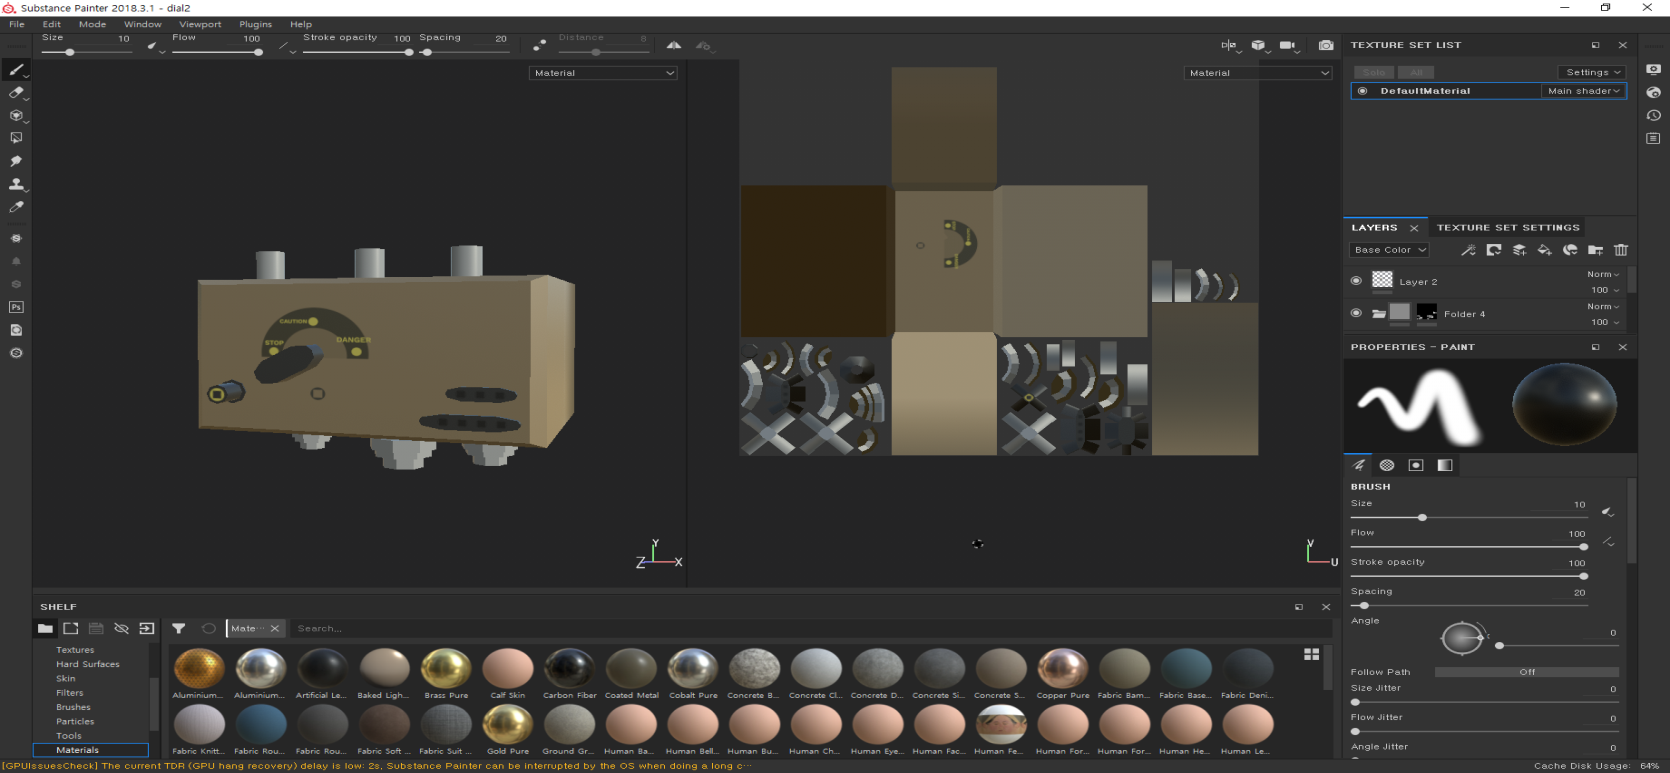 Substance Painter 2018.3.1 - dial2
File Edit Mode Window Viewport Plugins Help
Size 10 Flow 100 Stroke opacity 100 Spacing 20 Distance 8
Material
Material
CAUTION
STOP
DANGER
Y
Z X
V
U
TEXTURE SET LIST
Solo All Settings
DefaultMaterial Main shader
LAYERS TEXTURE SET SETTINGS
Base Color
Layer 2 Norm 100
Folder 4 Norm 100
PROPERTIES - PAINT
BRUSH
Size 10
Flow 100
Stroke opacity 100
Spacing 20
Angle 0
Follow Path Off
Size Jitter 0
Flow Jitter 0
Angle Jitter 0
Ps
SHELF
Mate... Search...
Textures
Hard Surfaces
Skin
Filters
Brushes
Particles
Tools
Materials
Aluminium... Aluminium... Artificial Le... Baked Ligh... Brass Pure Calf Skin Carbon Fiber Coated Metal Cobalt Pure Concrete B... Concrete Cl... Concrete D... Concrete Si... Concrete S... Copper Pure Fabric Bam... Fabric Base... Fabric Deni...
Fabric Knitt... Fabric Rou... Fabric Rou... Fabric Soft ... Fabric Suit ... Gold Pure Ground Gr... Human Ba... Human Bell... Human Bu... Human Ch... Human Eye... Human Fac... Human Fe... Human For... Human For... Human He... Human Le...
[GPUIssuesCheck] The current TDR (GPU hang recovery) delay is low: 2s, Substance Painter can be interrupted by the OS when doing a long c...
Cache Disk Usage: 64%